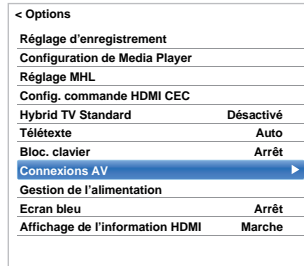 < Options
Réglage d'enregistrement
Configuration de Media Player
Réglage MHL
Config. commande HDMI CEC
Hybrid TV Standard Désactivé
Télétexte Auto
Bloc. clavier Arrêt
Connexions AV
Gestion de l'alimentation
Ecran bleu Arrêt
Affichage de l'information HDMI Marche